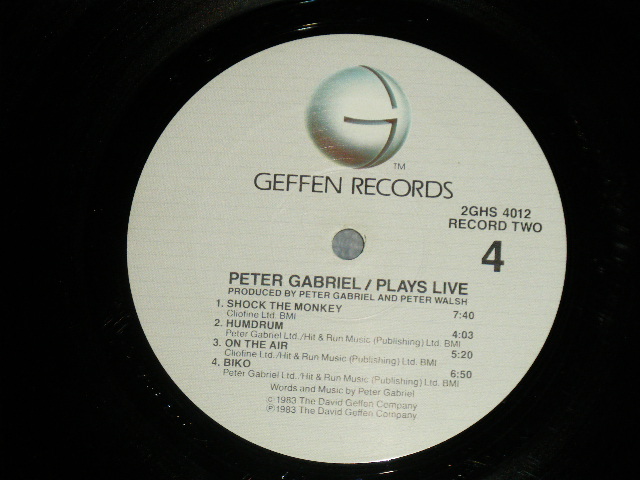 G
TM
GEFFEN RECORDS
2GHS 4012
RECORD TWO
4
PETER GABRIEL / PLAYS LIVE
PRODUCED BY PETER GABRIEL AND PETER WALSH
1. SHOCK THE MONKEY 7:40
Cliofine Ltd. BMI
2. HUMDRUM 4:03
Peter Gabriel Ltd./Hit & Run Music (Publishing) Ltd. BMI
3. ON THE AIR 5:20
Cliofine Ltd./Hit & Run Music (Publishing) Ltd. BMI
4. BIKO 6:50
Peter Gabriel Ltd./Hit & Run Music (Publishing) Ltd. BMI
Words and Music by Peter Gabriel
© 1983 The David Geffen Company
℗ 1983 The David Geffen Company